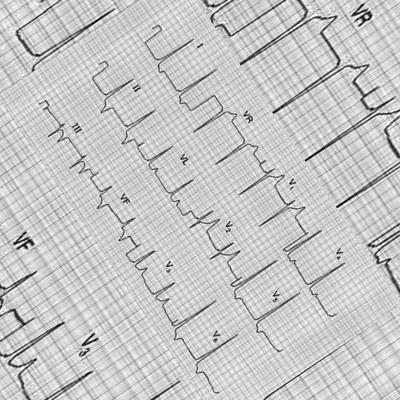 VR
I VR V₁ V₄
II VL V₂ V₅
III VF V₃ V₆
VF V₃